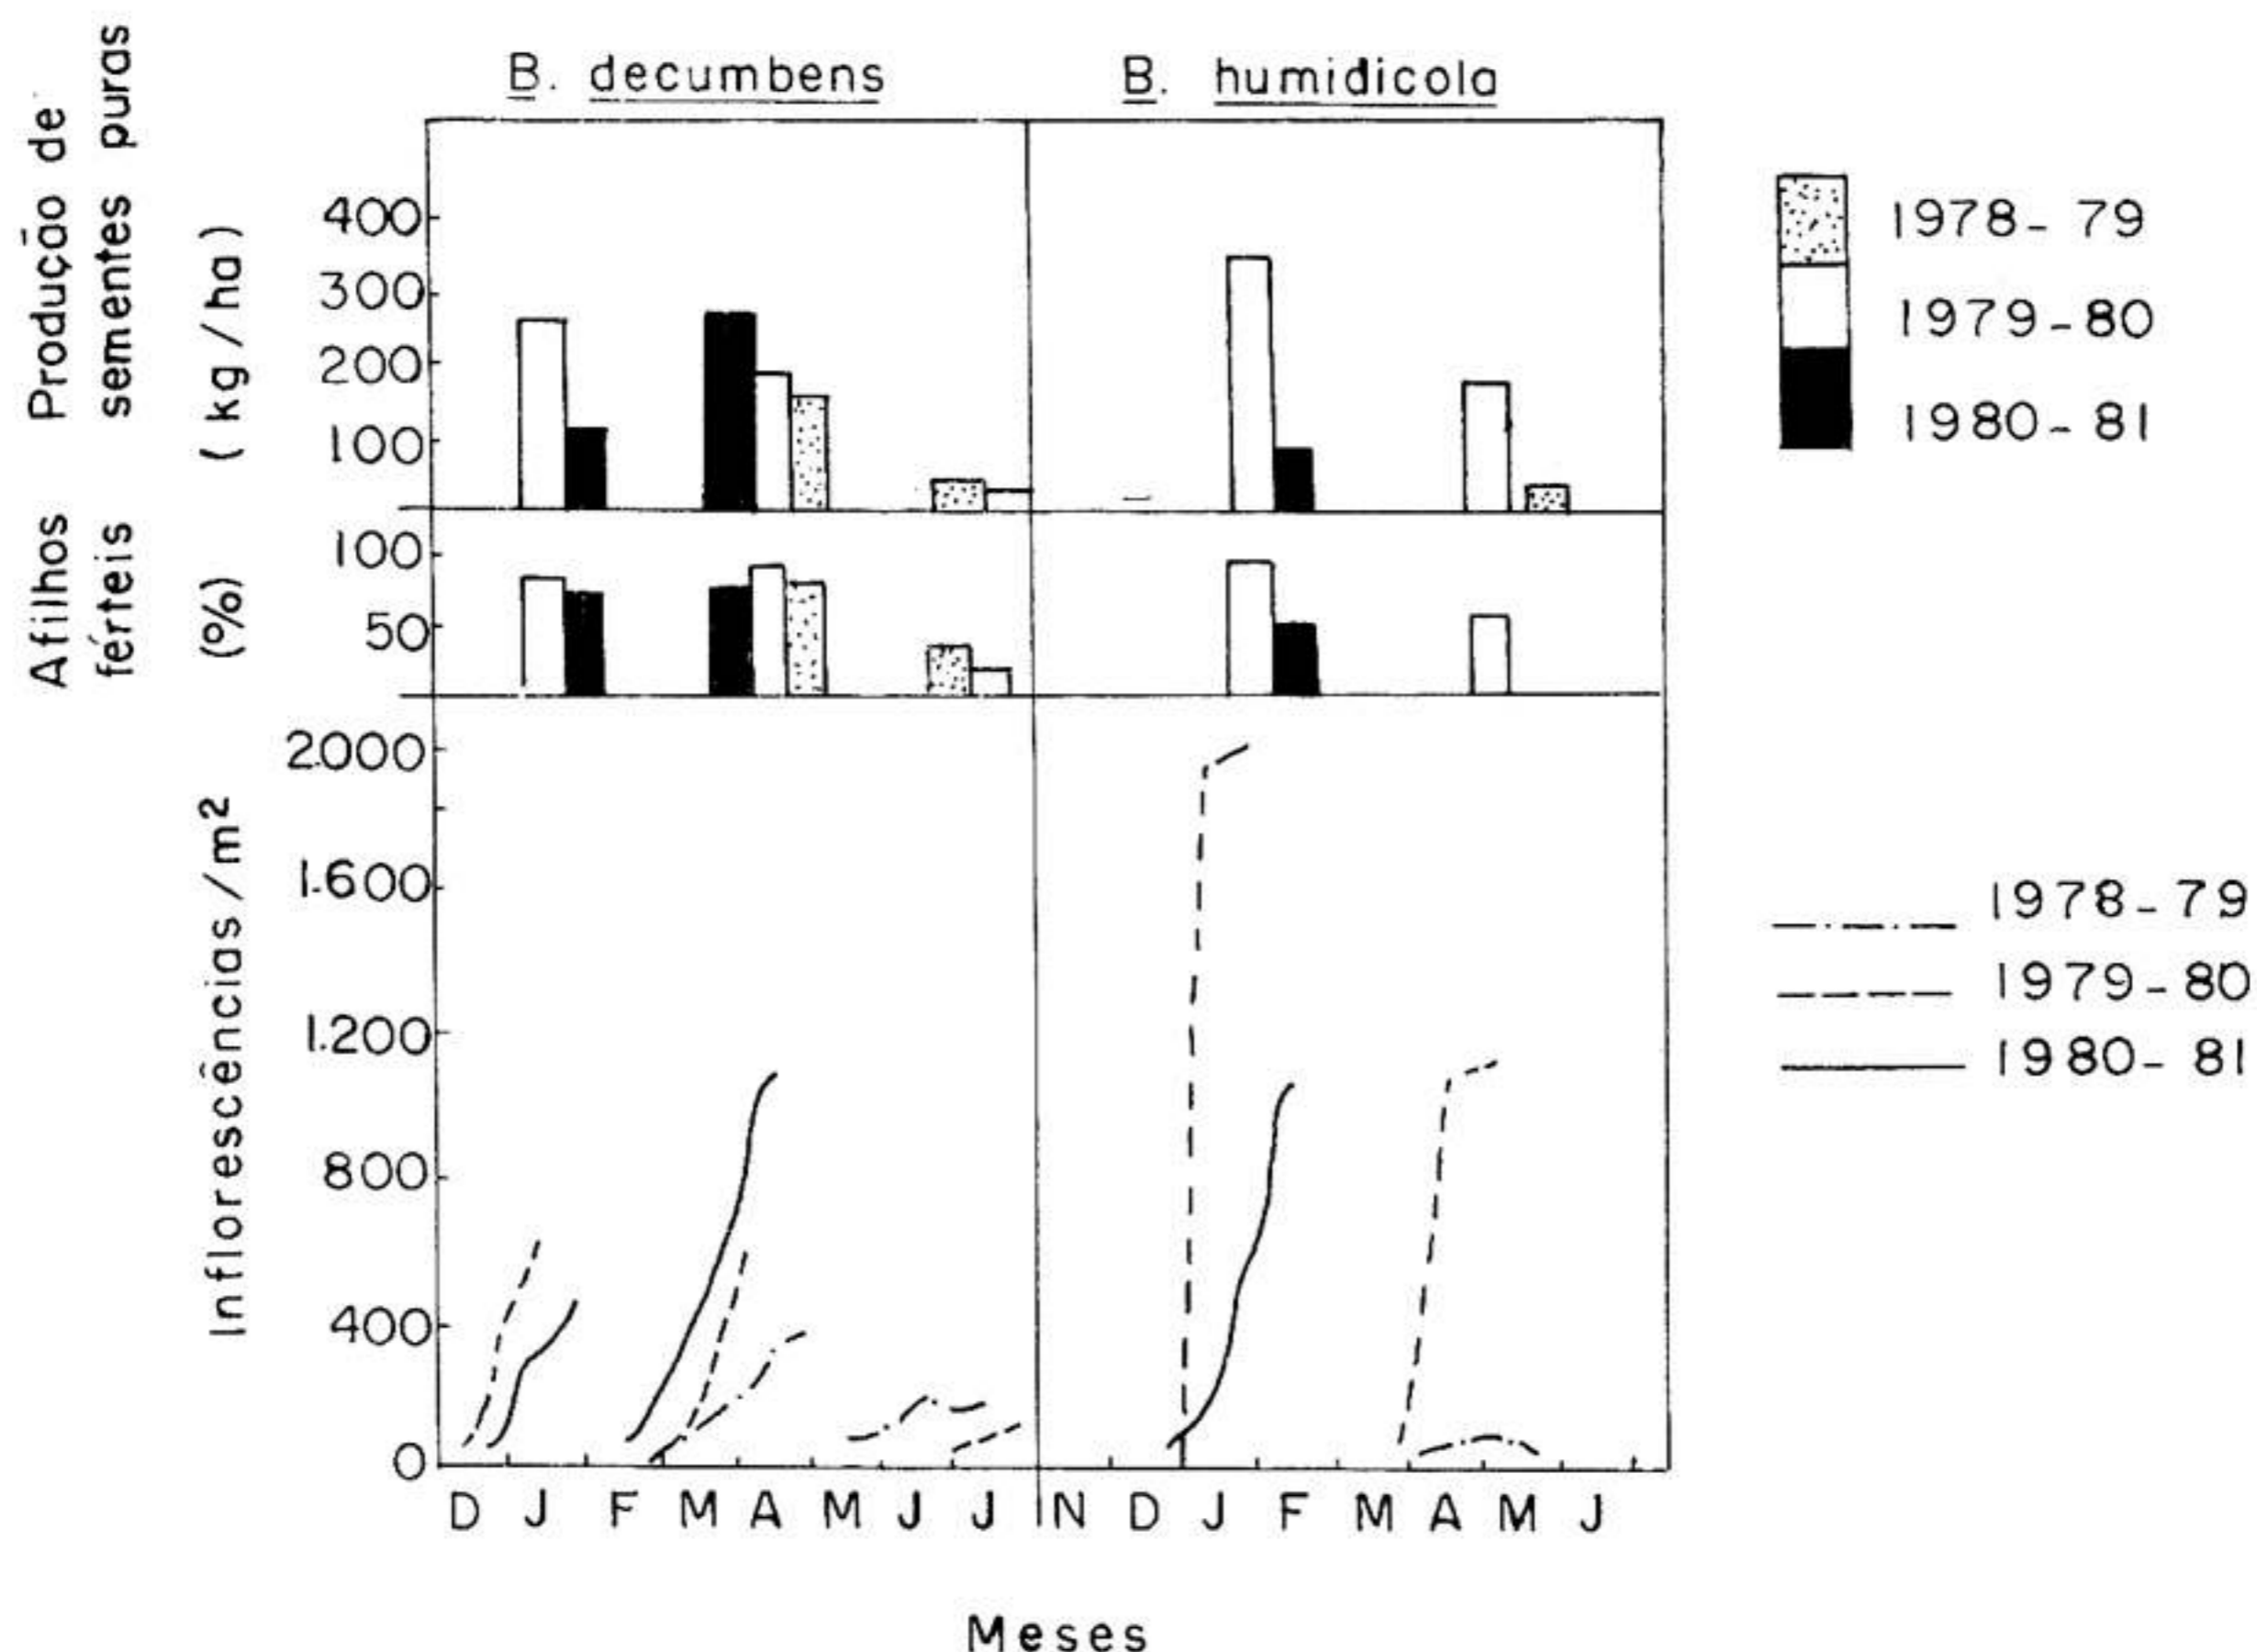 B. decumbens
B. humidicola
Produção de
sementes puras
(kg/ha)
400
300
200
100
Afilhos
férteis
(%)
100
50
Inflorescências/m²
2.000
1.600
1.200
800
400
0
D J F M A M J J
N D J F M A M J
Meses
1978-79
1979-80
1980-81
1978-79
1979-80
1980-81